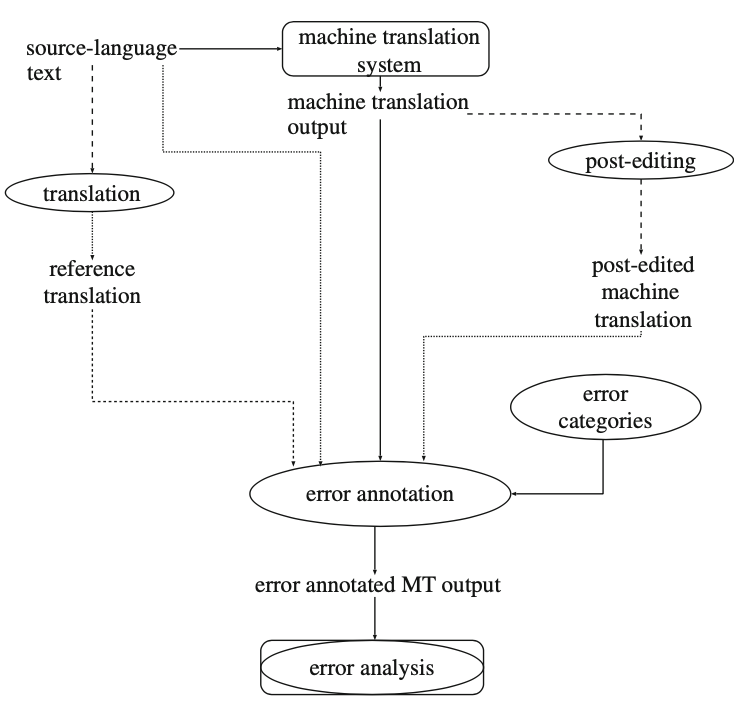 source-language
text
machine translation
system
machine translation
output
post-editing
translation
reference
translation
post-edited
machine
translation
error
categories
error annotation
error annotated MT output
error analysis